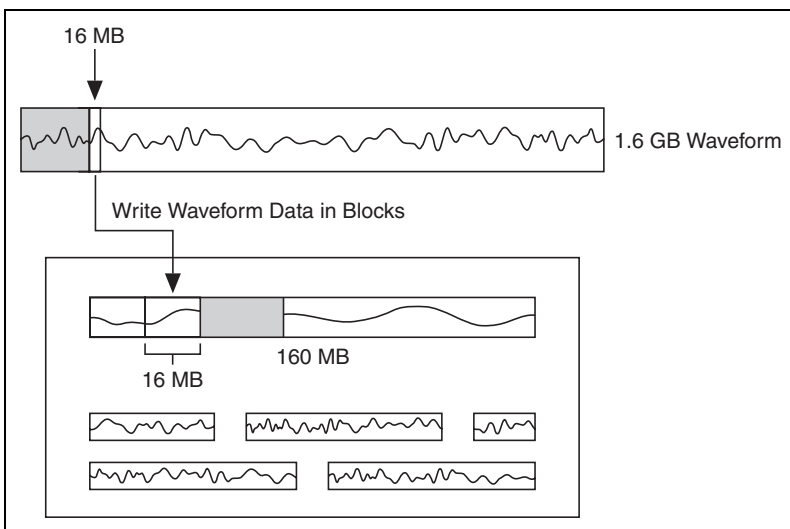 16 MB
1.6 GB Waveform
Write Waveform Data in Blocks
160 MB
16 MB